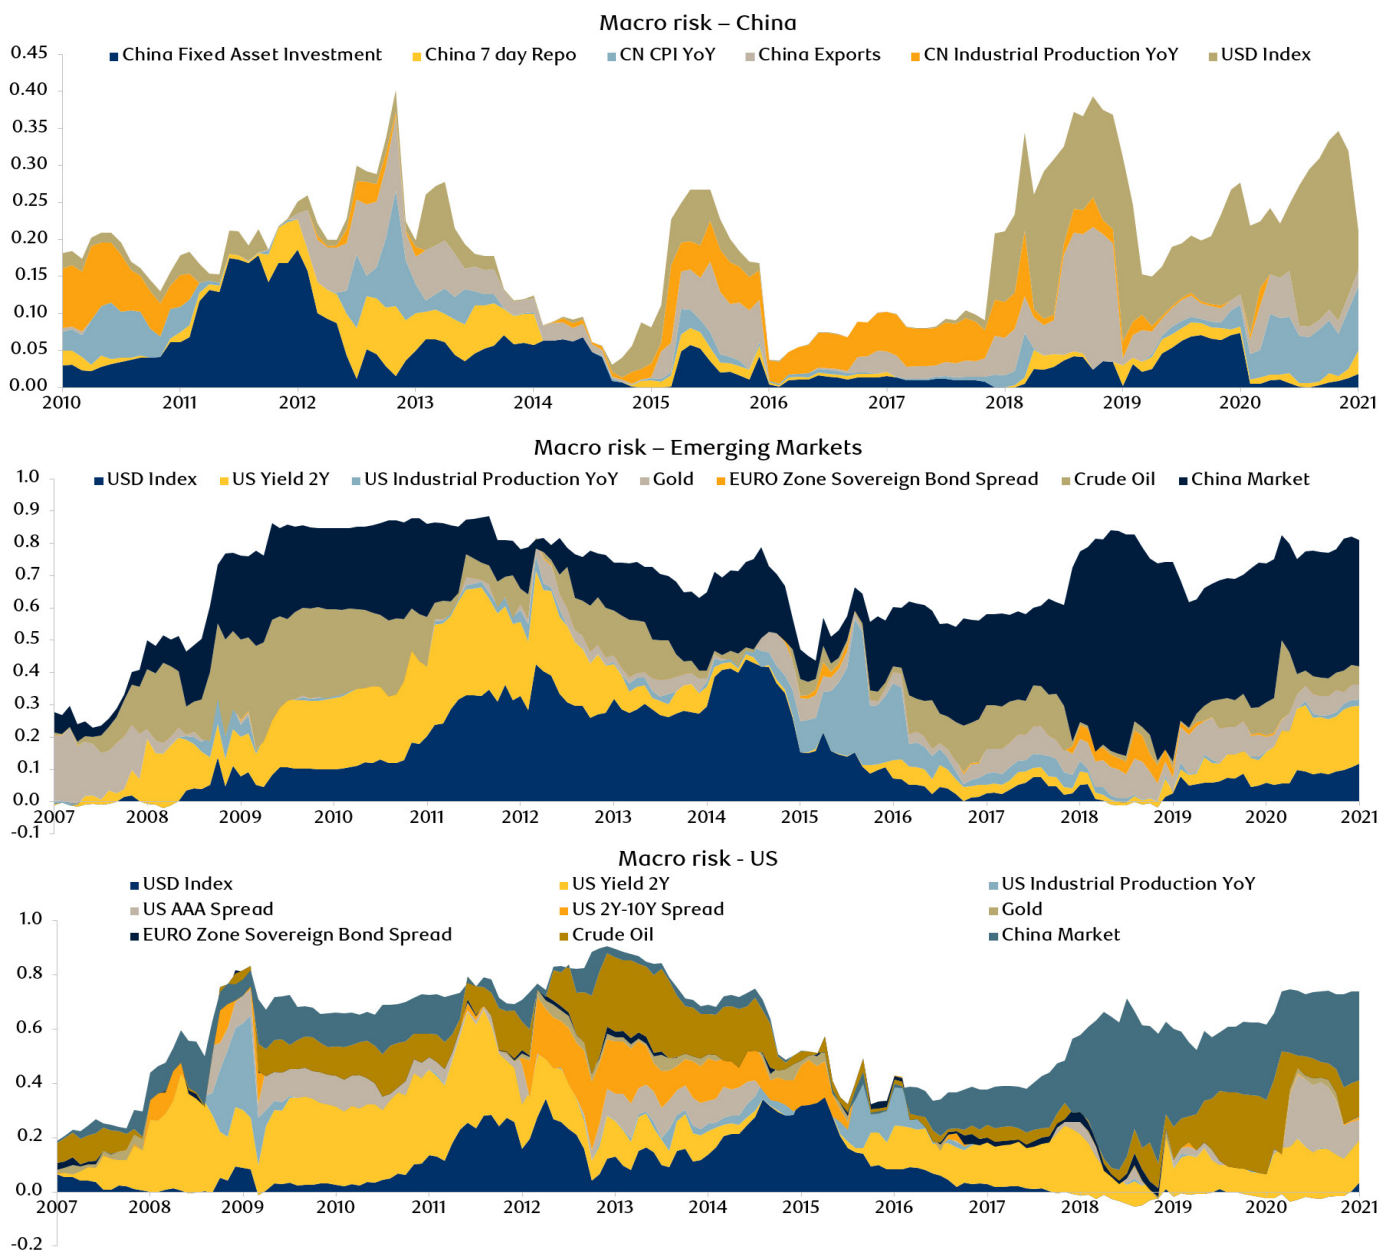 Macro risk – China
China Fixed Asset Investment China 7 day Repo CN CPI YoY China Exports CN Industrial Production YoY USD Index
0.45
0.40
0.35
0.30
0.25
0.20
0.15
0.10
0.05
0.00
2010 2011 2012 2013 2014 2015 2016 2017 2018 2019 2020 2021
Macro risk – Emerging Markets
USD Index US Yield 2Y US Industrial Production YoY Gold EURO Zone Sovereign Bond Spread Crude Oil China Market
1.0
0.9
0.8
0.7
0.6
0.5
0.4
0.3
0.2
0.1
0.0
-0.1
2007 2008 2009 2010 2011 2012 2013 2014 2015 2016 2017 2018 2019 2020 2021
Macro risk - US
USD Index US Yield 2Y US Industrial Production YoY
US AAA Spread US 2Y-10Y Spread Gold
EURO Zone Sovereign Bond Spread Crude Oil China Market
1.0
0.8
0.6
0.4
0.2
0.0
-0.2
2007 2008 2009 2010 2011 2012 2013 2014 2015 2016 2017 2018 2019 2020 2021